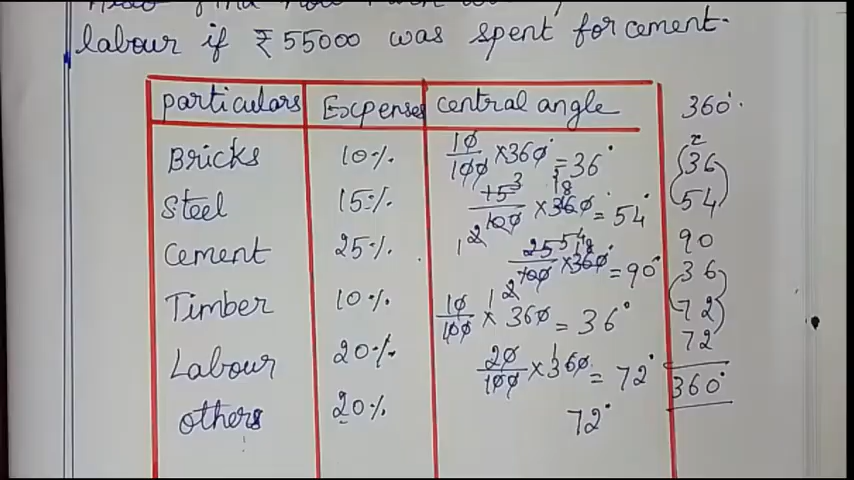 labour if ₹55000 was spent for cement.
particulars Expenses central angle 360°.
Bricks 10% 10/100 × 360° = 36° 36
Steel 15% 15/100 × 360° = 54° 54
Cement 25% 25/100 × 360° = 90° 90
Timber 10% 10/100 × 360 = 36° 36
Labour 20% 20/100 × 360 = 72° 72
others 20% 72° 72
360°